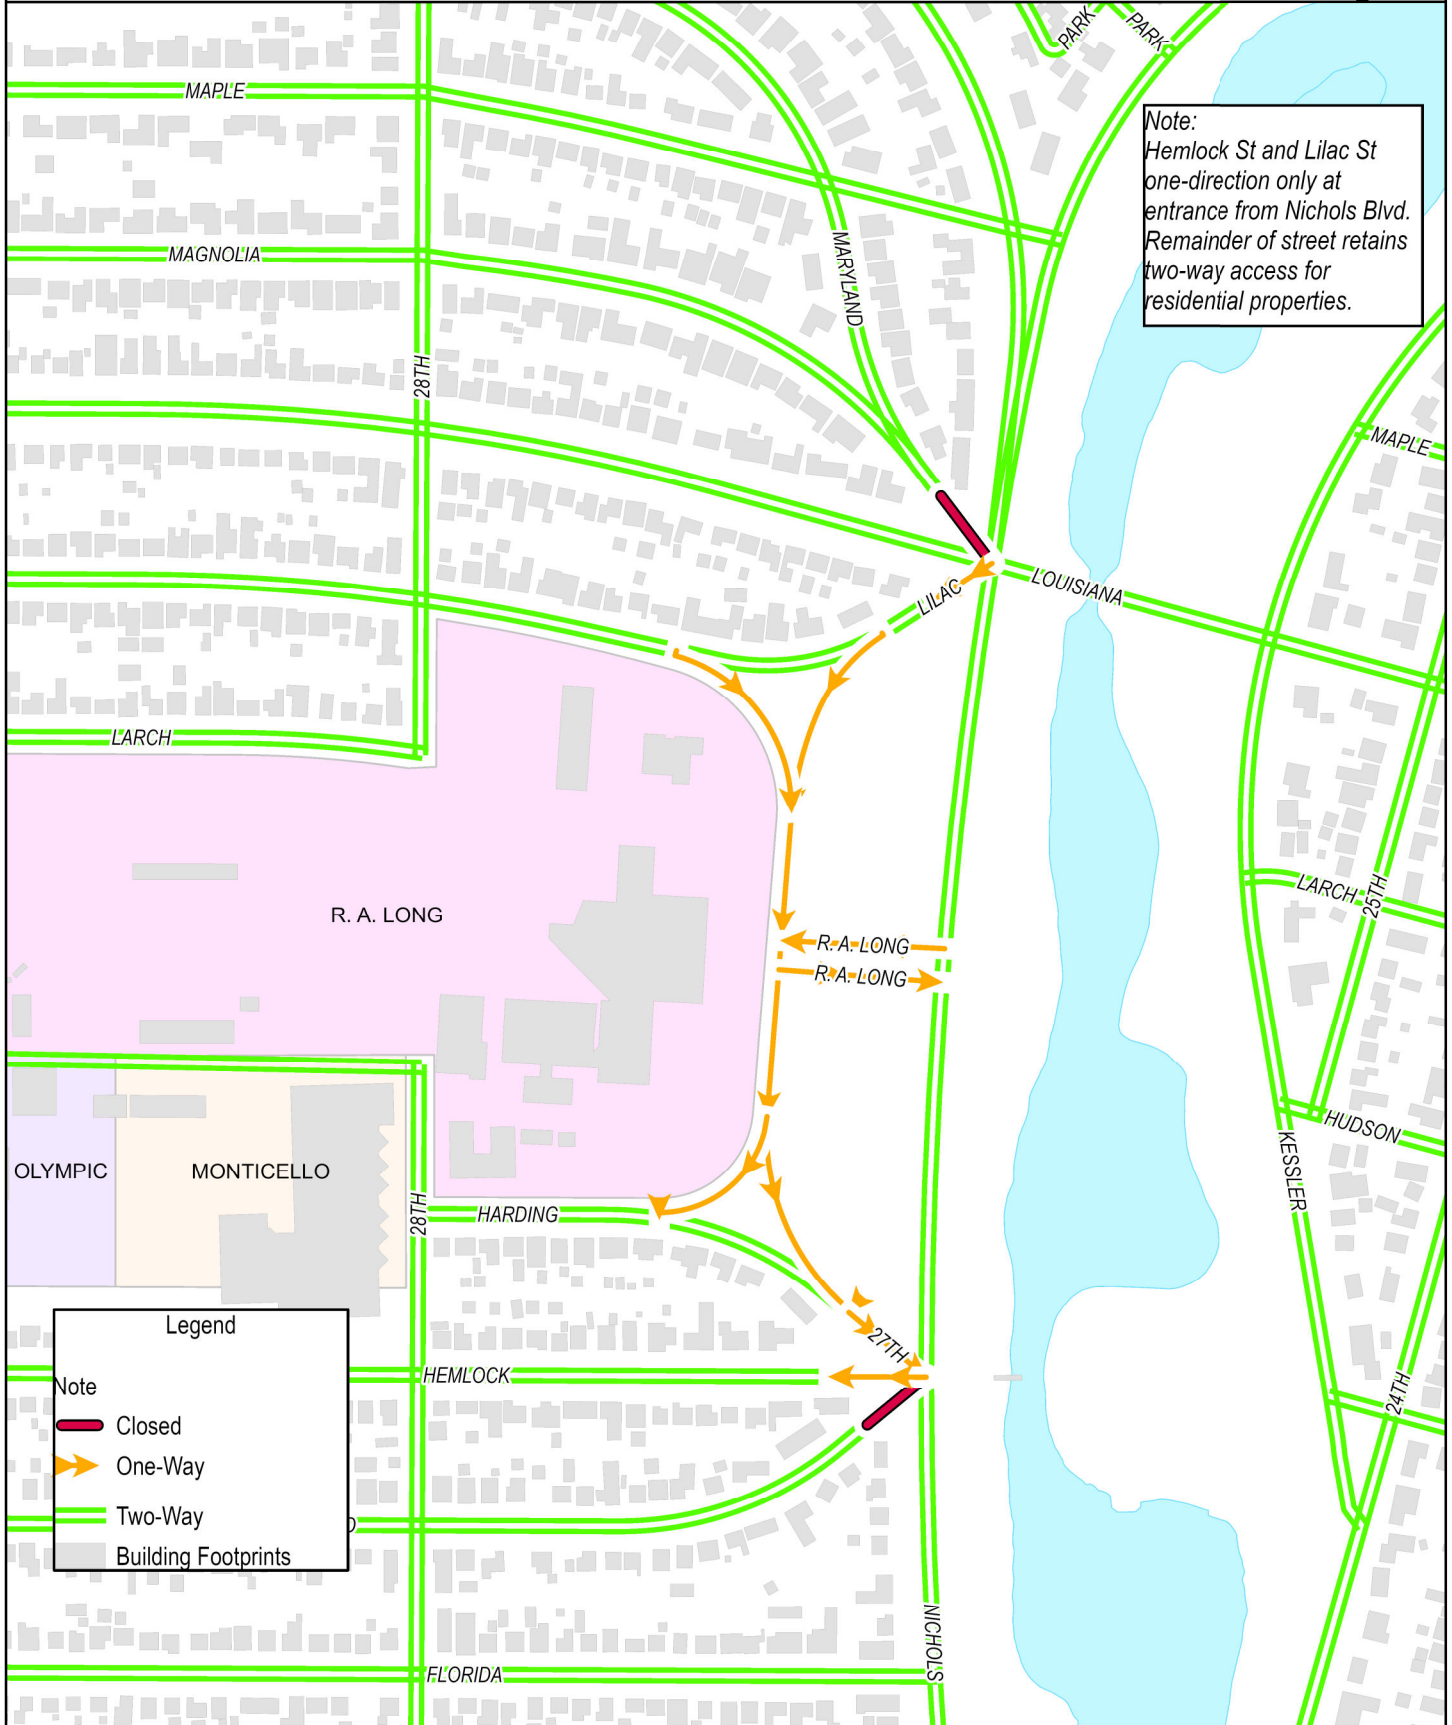 PARK
PARK
MAPLE
Note:
Hemlock St and Lilac St
one-direction only at
entrance from Nichols Blvd.
Remainder of street retains
two-way access for
residential properties.
MAGNOLIA
MARYLAND
28TH
MAPLE
LILAC
LOUISIANA
LARCH
LARCH
25TH
R. A. LONG
R. A. LONG
R. A. LONG
HUDSON
KESSLER
OLYMPIC
MONTICELLO
28TH
HARDING
Legend
27TH
HEMLOCK
Note
24TH
Closed
One-Way
Two-Way
Building Footprints
NICHOLS
FLORIDA